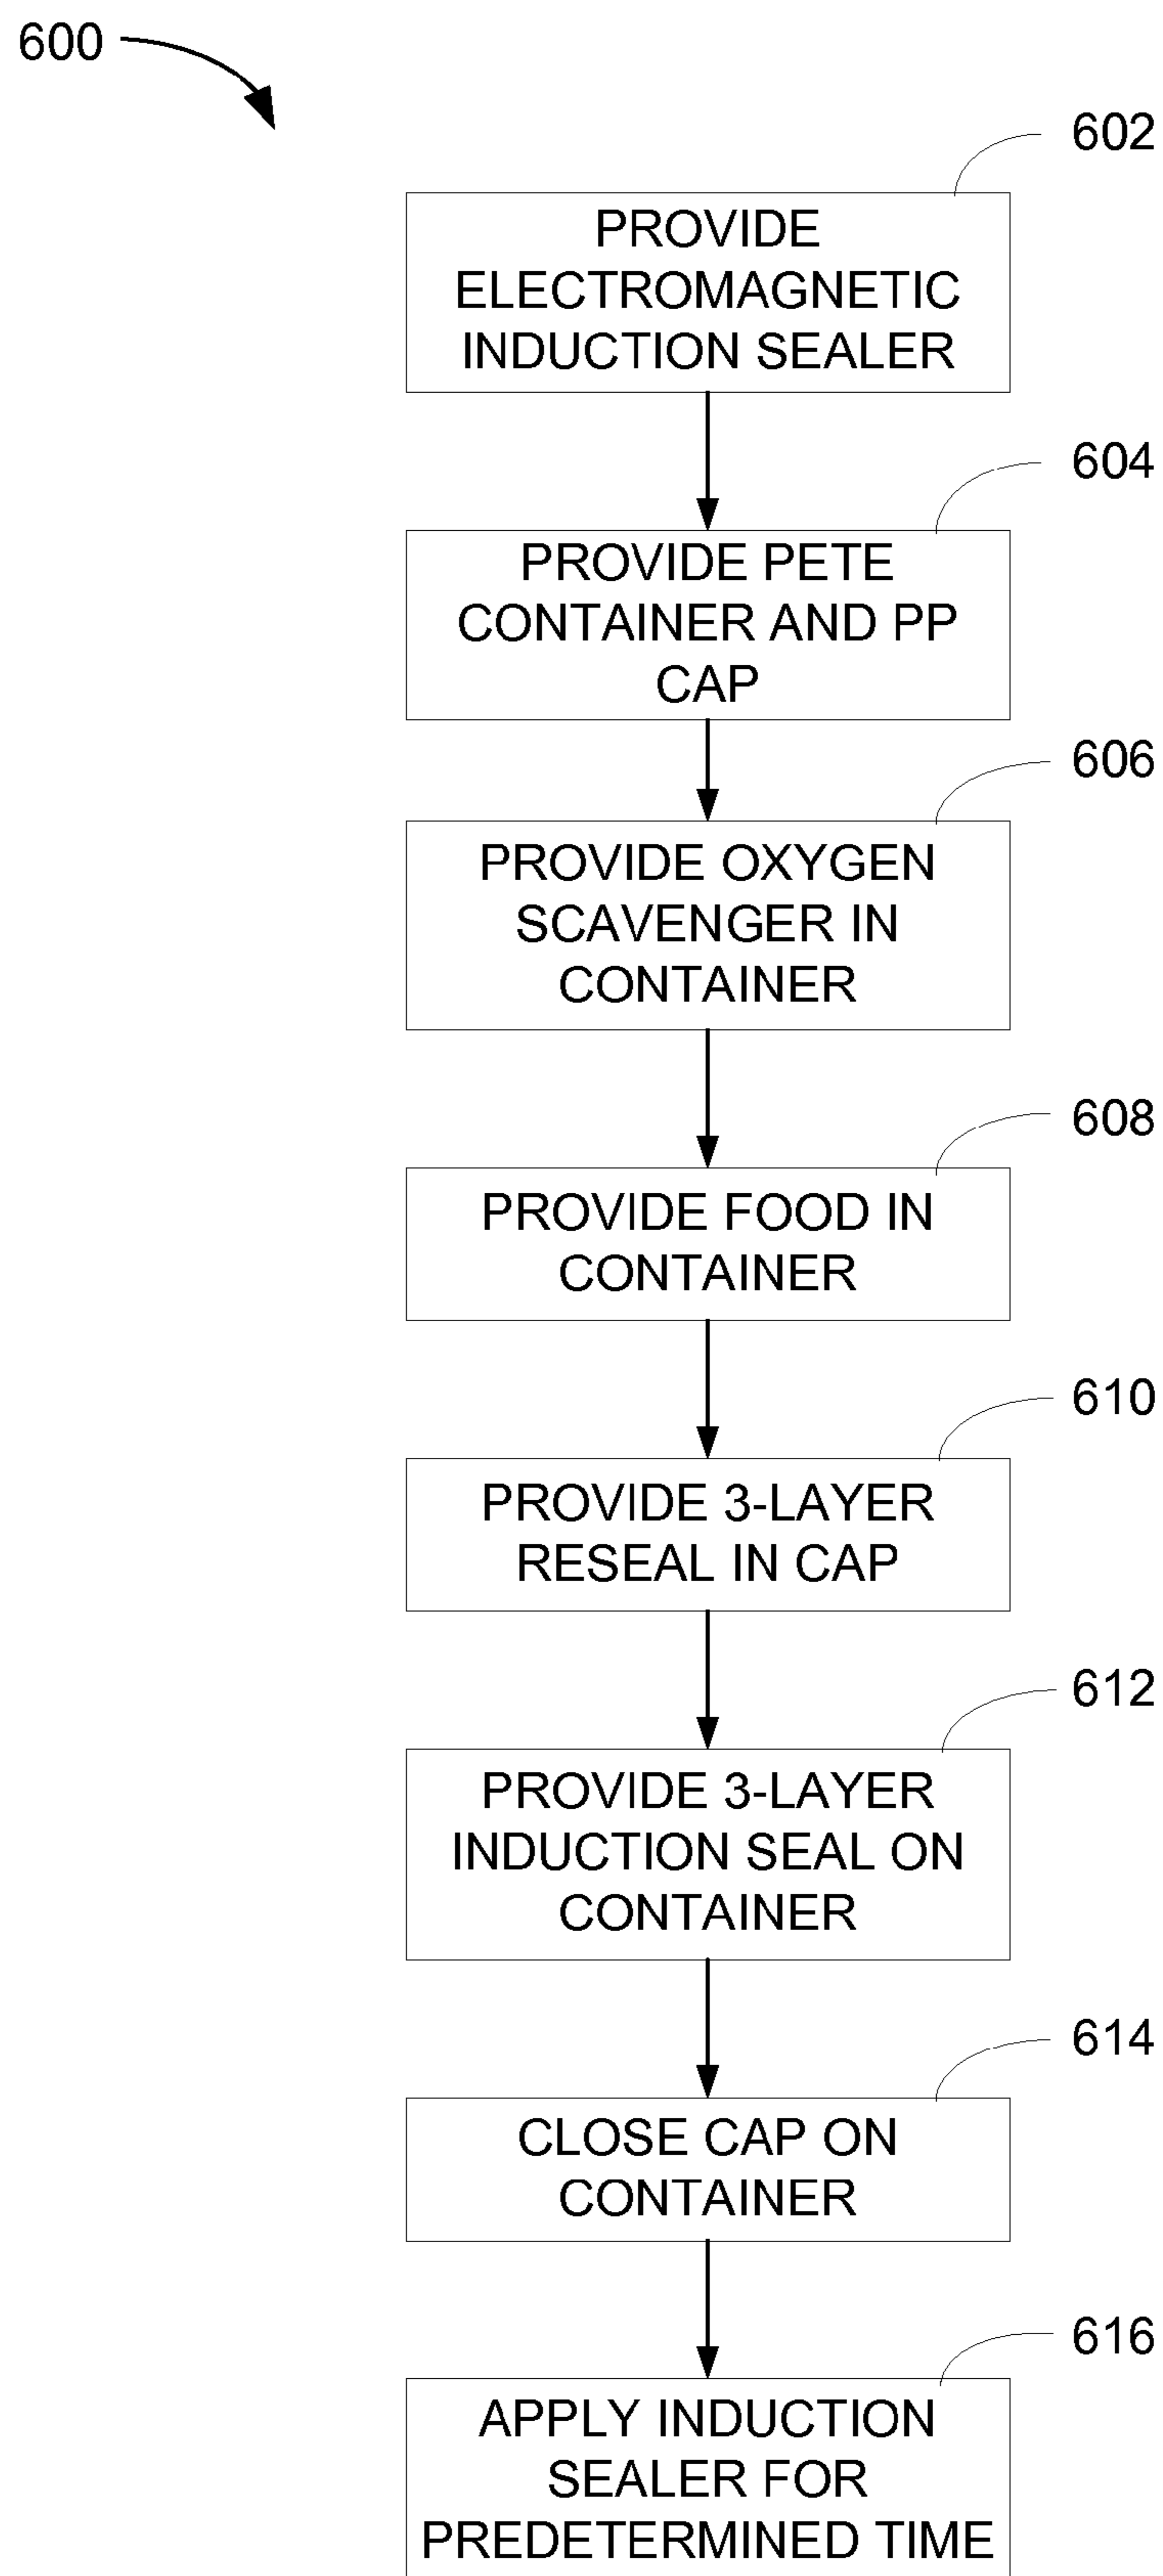 600
602
PROVIDE
ELECTROMAGNETIC
INDUCTION SEALER
604
PROVIDE PETE
CONTAINER AND PP
CAP
606
PROVIDE OXYGEN
SCAVENGER IN
CONTAINER
608
PROVIDE FOOD IN
CONTAINER
610
PROVIDE 3-LAYER
RESEAL IN CAP
612
PROVIDE 3-LAYER
INDUCTION SEAL ON
CONTAINER
614
CLOSE CAP ON
CONTAINER
616
APPLY INDUCTION
SEALER FOR
PREDETERMINED TIME